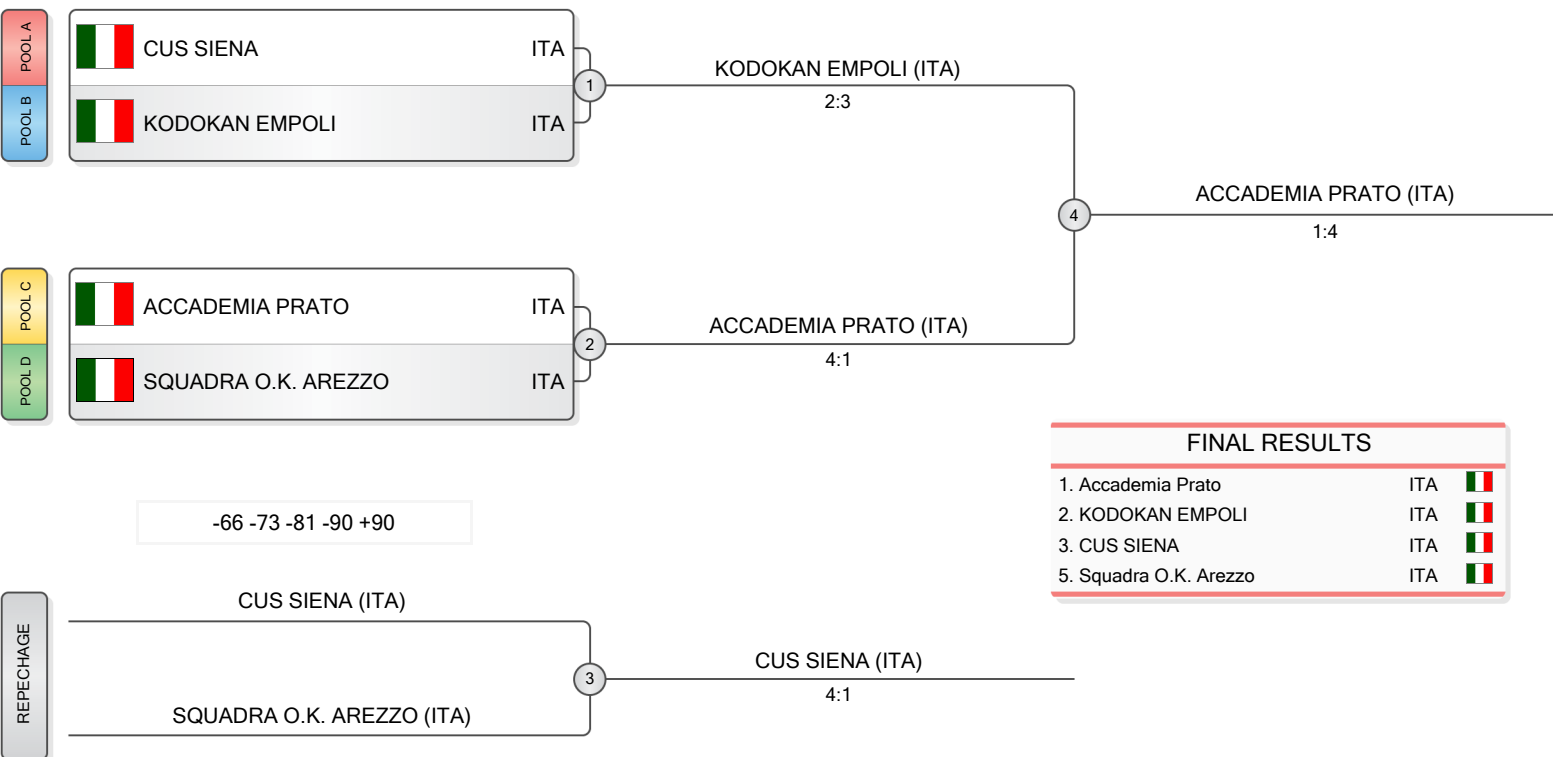 POOL A
CUS SIENA ITA
1
KODOKAN EMPOLI (ITA)
2:3
POOL B
KODOKAN EMPOLI ITA
4
ACCADEMIA PRATO (ITA)
1:4
POOL C
ACCADEMIA PRATO ITA
2
ACCADEMIA PRATO (ITA)
4:1
POOL D
SQUADRA O.K. AREZZO ITA
FINAL RESULTS
1. Accademia Prato ITA
2. KODOKAN EMPOLI ITA
3. CUS SIENA ITA
5. Squadra O.K. Arezzo ITA
-66 -73 -81 -90 +90
REPECHAGE
CUS SIENA (ITA)
SQUADRA O.K. AREZZO (ITA)
3
CUS SIENA (ITA)
4:1